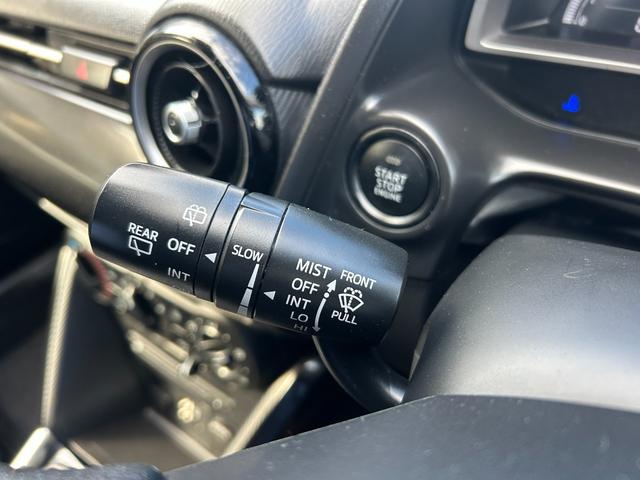 START
STOP
ENGINE
REAR
OFF
INT
SLOW
MIST
OFF
INT
LO
HI
FRONT
PULL